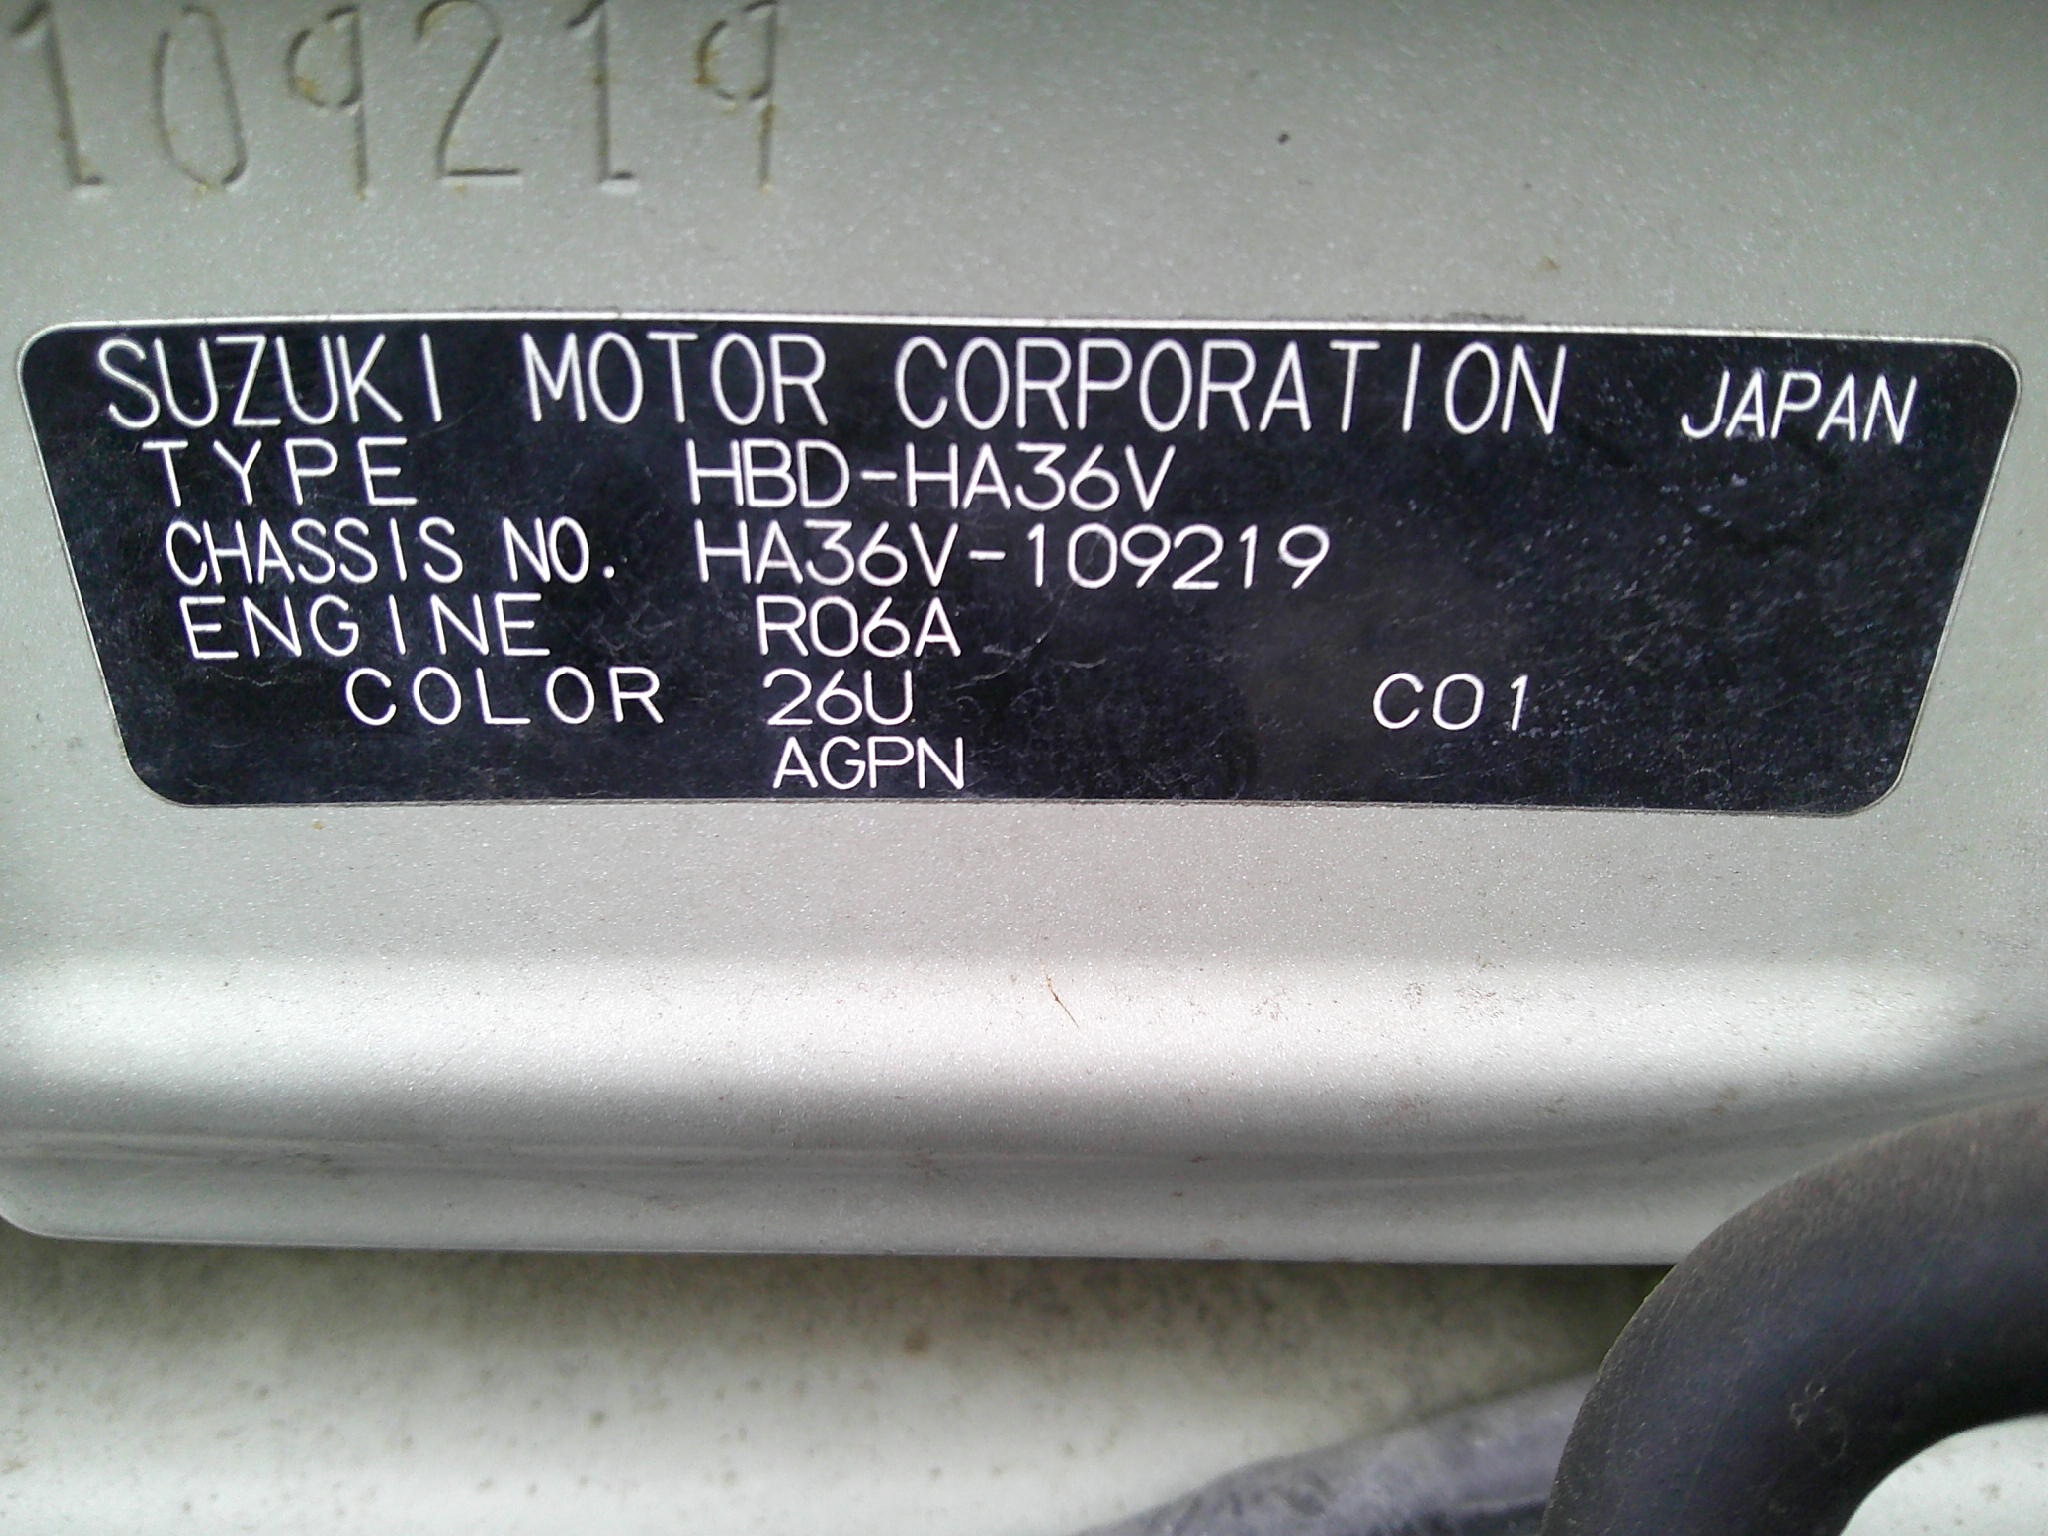 109219
SUZUKI MOTOR CORPORATION JAPAN
TYPE HBD-HA36V
CHASSIS NO. HA36V-109219
ENGINE R06A
COLOR 26U C01
AGPN